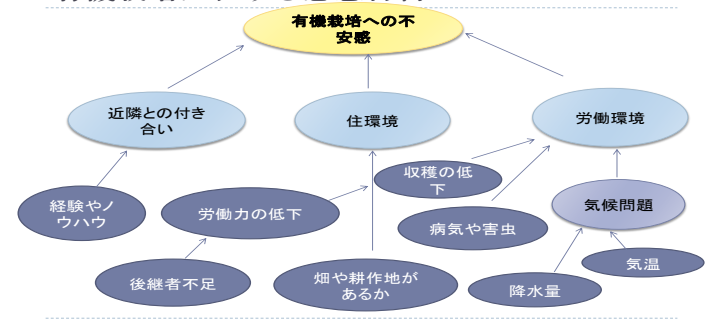 有機栽培への不
安感
近隣との付き
合い
住環境
労働環境
収穫の低
下
経験やノ
ウハウ
労働力の低下
病気や害虫
気候問題
後継者不足
畑や耕作地が
あるか
降水量
気温